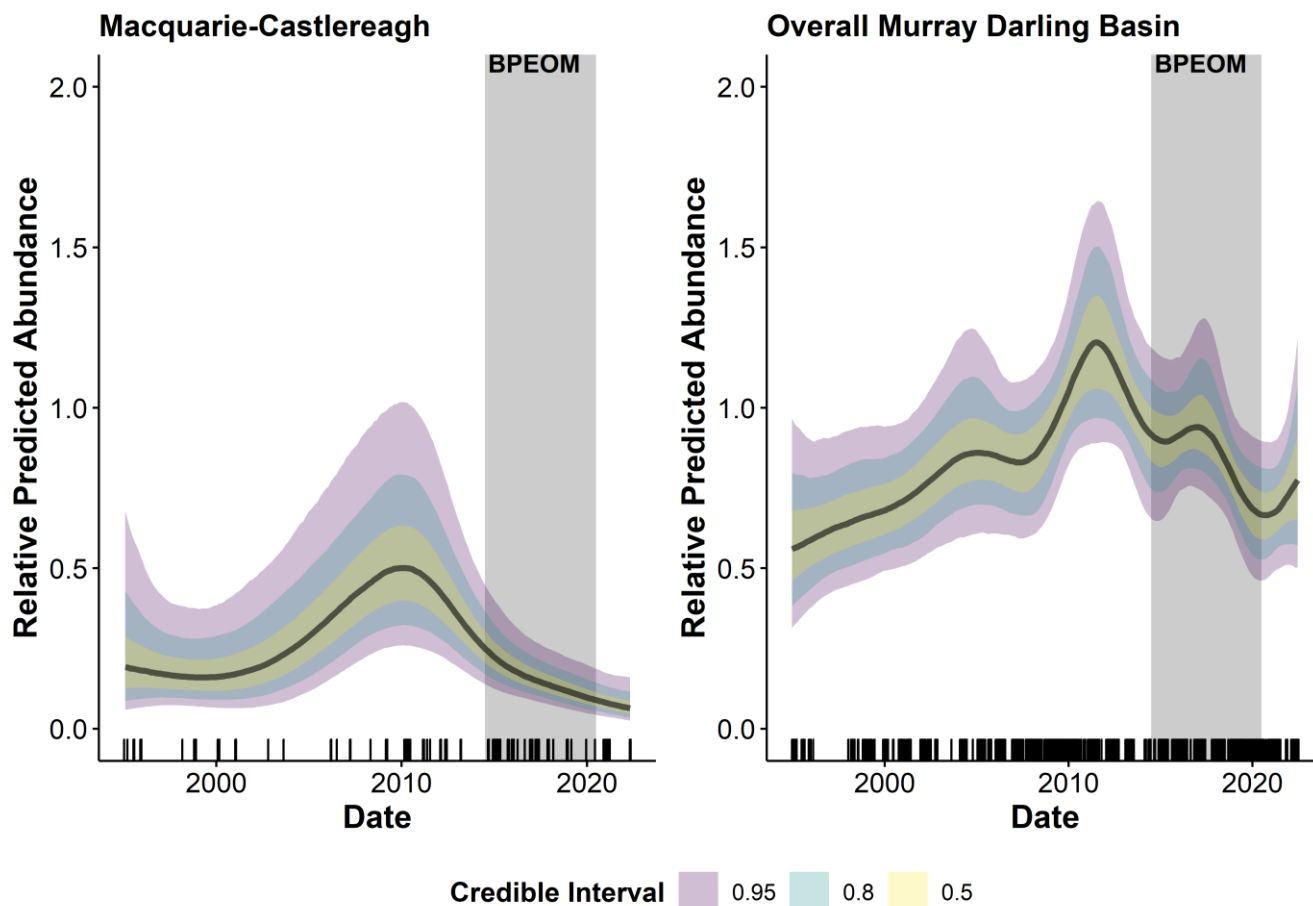 Macquarie-Castlereagh
Overall Murray Darling Basin
BPEOM
BPEOM
2.0
1.5
1.0
0.5
0.0
Relative Predicted Abundance
2000
2010
2020
Date
2.0
1.5
1.0
0.5
0.0
Relative Predicted Abundance
2000
2010
2020
Date
Credible Interval 0.95 0.8 0.5